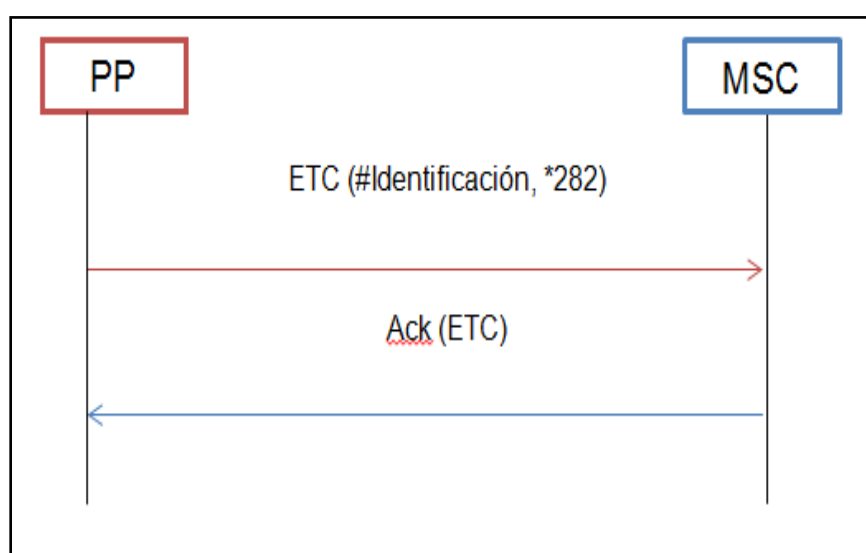 PP
MSC
ETC (#Identificación, *282)
Ack (ETC)